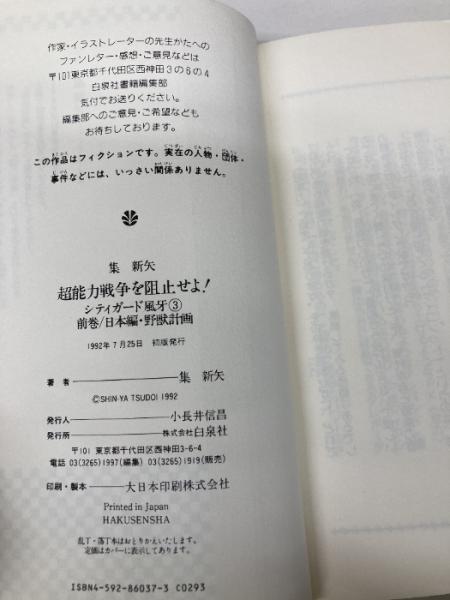 作家・イラストレーターの先生がたへの
ファンレター・感想・ご意見などは
〒101東京都千代田区西神田3の6の4
白泉社書籍編集部
気付でお送りください。
編集部へのご意見・ご希望なども
お待ちしております。
この作品はフィクションです。実在の人物・団体・
事件などには、いっさい関係ありません。
集 新矢
超能力戦争を阻止せよ!
シティガード風牙③
前巻/日本編・野獣計画
1992年7月25日 初版発行
著者 集 新矢
©SHIN-YA TSUDOI 1992
発行人 小長井信昌
発行所 株式会社白泉社
〒101 東京都千代田区西神田3-6-4
電話 03(3265)1997(編集) 03(3265)1919(販売)
印刷・製本 大日本印刷株式会社
Printed in Japan
HAKUSENSHA
乱丁・落丁本はおとりかえいたします。
定価はカバーに表示してあります。
ISBN4-592-86037-3 C0293